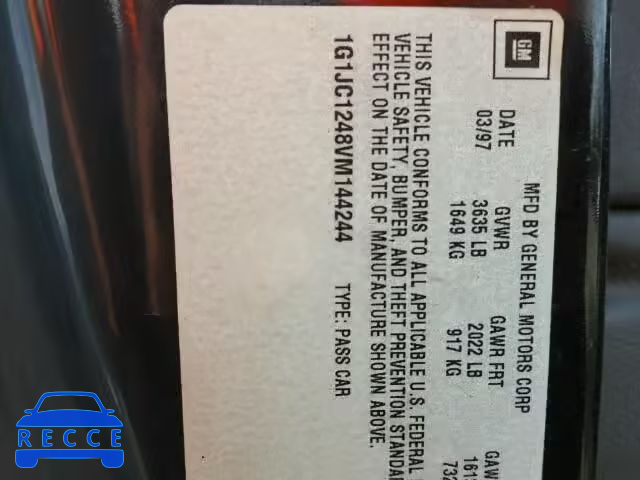 GM
MFD BY GENERAL MOTORS CORP
DATE GVWR GAWR FRT
03/97 3635 LB 2022 LB
1649 KG 917 KG
THIS VEHICLE CONFORMS TO ALL APPLICABLE U.S. FEDERAL
VEHICLE SAFETY, BUMPER, AND THEFT PREVENTION
EFFECT ON THE DATE OF MANUFACTURE SHOWN ABOVE.
1G1JC1248VM144244 TYPE: PASS CAR
RECCE